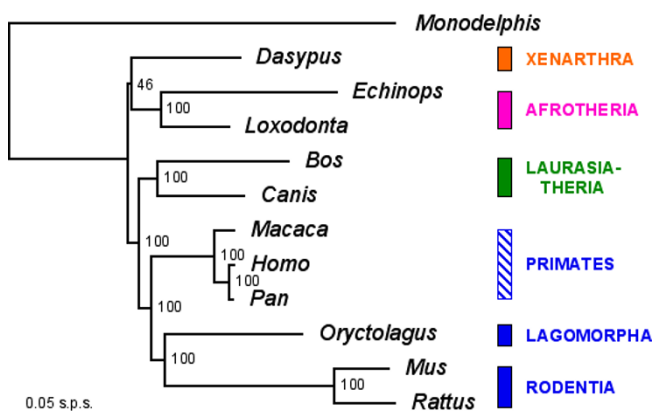 Monodelphis
Dasypus
XENARTHRA
46
Echinops
100
AFROTHERIA
Loxodonta
Bos
100
LAURASIA-
THERIA
Canis
Macaca
100
100
Homo
100
PRIMATES
Pan
100
Oryctolagus
LAGOMORPHA
100
Mus
100
RODENTIA
Rattus
0.05 s.p.s.